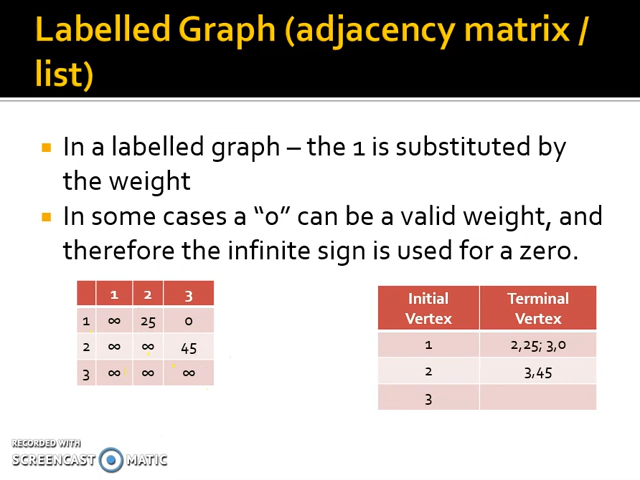 Labelled Graph (adjacency matrix /
list)
In a labelled graph – the 1 is substituted by
the weight
In some cases a “0” can be a valid weight, and
therefore the infinite sign is used for a zero.
1 2 3
1 ∞ 25 0
2 ∞ ∞ 45
3 ∞ ∞ ∞
Initial Vertex Terminal Vertex
1 2,25; 3,0
2 3,45
3
RECORDED WITH
SCREENCAST MATIC